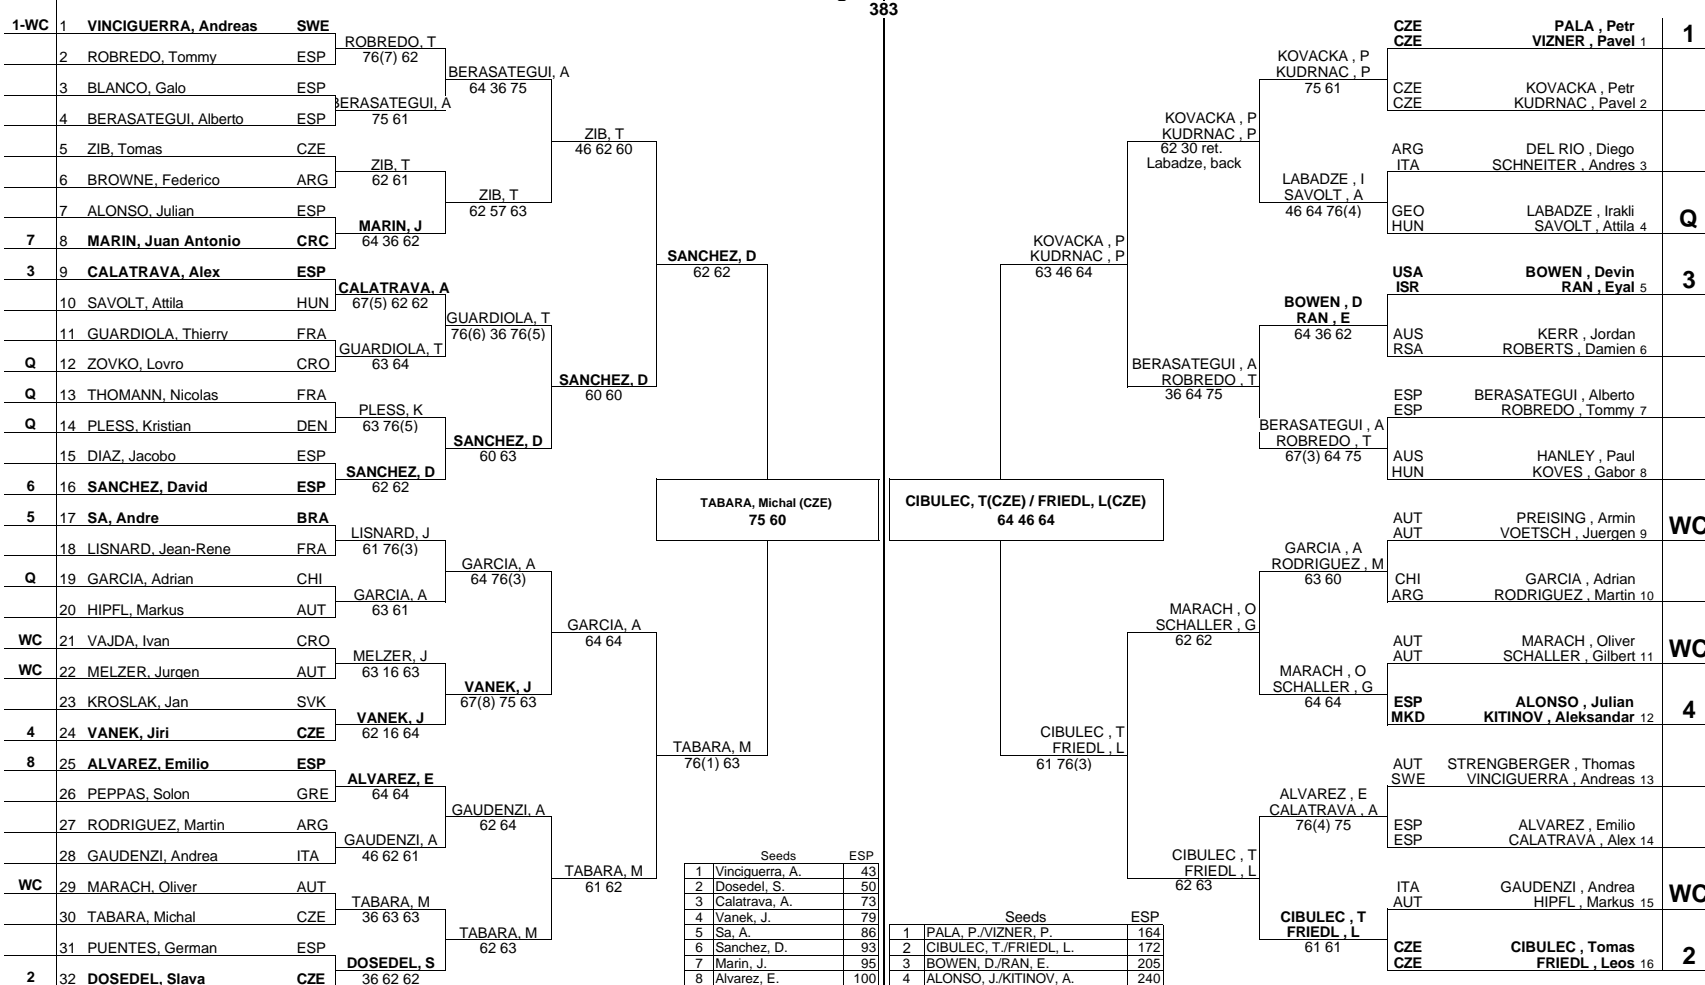 383
1-WC 1 VINCIGUERRA, Andreas SWE
2 ROBREDO, Tommy ESP
3 BLANCO, Galo ESP
4 BERASATEGUI, Alberto ESP
5 ZIB, Tomas CZE
6 BROWNE, Federico ARG
7 ALONSO, Julian ESP
7 8 MARIN, Juan Antonio CRC
3 9 CALATRAVA, Alex ESP
10 SAVOLT, Attila HUN
11 GUARDIOLA, Thierry FRA
Q 12 ZOVKO, Lovro CRO
Q 13 THOMANN, Nicolas FRA
Q 14 PLESS, Kristian DEN
15 DIAZ, Jacobo ESP
6 16 SANCHEZ, David ESP
5 17 SA, Andre BRA
18 LISNARD, Jean-Rene FRA
Q 19 GARCIA, Adrian CHI
20 HIPFL, Markus AUT
WC 21 VAJDA, Ivan CRO
WC 22 MELZER, Jurgen AUT
23 KROSLAK, Jan SVK
4 24 VANEK, Jiri CZE
8 25 ALVAREZ, Emilio ESP
26 PEPPAS, Solon GRE
27 RODRIGUEZ, Martin ARG
28 GAUDENZI, Andrea ITA
WC 29 MARACH, Oliver AUT
30 TABARA, Michal CZE
31 PUENTES, German ESP
2 32 DOSEDEL, Slava CZE
ROBREDO, T
76(7) 62
BERASATEGUI, A
75 61
ZIB, T
62 61
MARIN, J
64 36 62
CALATRAVA, A
67(5) 62 62
GUARDIOLA, T
63 64
PLESS, K
63 76(5)
SANCHEZ, D
62 62
LISNARD, J
61 76(3)
GARCIA, A
63 61
MELZER, J
63 16 63
VANEK, J
62 16 64
ALVAREZ, E
64 64
GAUDENZI, A
46 62 61
TABARA, M
36 63 63
DOSEDEL, S
36 62 62
BERASATEGUI, A
64 36 75
ZIB, T
62 57 63
GUARDIOLA, T
76(6) 36 76(5)
SANCHEZ, D
60 63
GARCIA, A
64 76(3)
VANEK, J
67(8) 75 63
GAUDENZI, A
62 64
TABARA, M
62 63
ZIB, T
46 62 60
SANCHEZ, D
60 60
GARCIA, A
64 64
TABARA, M
61 62
SANCHEZ, D
62 62
TABARA, M
76(1) 63
TABARA, Michal (CZE)
75 60
Seeds ESP
1 Vinciguerra, A. 43
2 Dosedel, S. 50
3 Calatrava, A. 73
4 Vanek, J. 79
5 Sa, A. 86
6 Sanchez, D. 93
7 Marin, J. 95
8 Alvarez, E. 100
CIBULEC, T(CZE) / FRIEDL, L(CZE)
64 46 64
KOVACKA , P
KUDRNAC , P
63 46 64
CIBULEC , T
FRIEDL , L
61 76(3)
KOVACKA , P
KUDRNAC , P
62 30 ret.
Labadze, back
BERASATEGUI , A
ROBREDO , T
36 64 75
MARACH , O
SCHALLER , G
62 62
CIBULEC , T
FRIEDL , L
62 63
KOVACKA , P
KUDRNAC , P
75 61
LABADZE , I
SAVOLT , A
46 64 76(4)
BOWEN , D
RAN , E
64 36 62
BERASATEGUI , A
ROBREDO , T
67(3) 64 75
GARCIA , A
RODRIGUEZ , M
63 60
MARACH , O
SCHALLER , G
64 64
ALVAREZ , E
CALATRAVA , A
76(4) 75
CIBULEC , T
FRIEDL , L
61 61
CZE PALA , Petr
CZE VIZNER , Pavel 1 1
CZE KOVACKA , Petr
CZE KUDRNAC , Pavel 2
ARG DEL RIO , Diego
ITA SCHNEITER , Andres 3
GEO LABADZE , Irakli
HUN SAVOLT , Attila 4 Q
USA BOWEN , Devin
ISR RAN , Eyal 5 3
AUS KERR , Jordan
RSA ROBERTS , Damien 6
ESP BERASATEGUI , Alberto
ESP ROBREDO , Tommy 7
AUS HANLEY , Paul
HUN KOVES , Gabor 8
AUT PREISING , Armin
AUT VOETSCH , Juergen 9 WC
CHI GARCIA , Adrian
ARG RODRIGUEZ , Martin 10
AUT MARACH , Oliver
AUT SCHALLER , Gilbert 11 WC
ESP ALONSO , Julian
MKD KITINOV , Aleksandar 12 4
AUT STRENGBERGER , Thomas
SWE VINCIGUERRA , Andreas 13
ESP ALVAREZ , Emilio
ESP CALATRAVA , Alex 14
ITA GAUDENZI , Andrea
AUT HIPFL , Markus 15 WC
CZE CIBULEC , Tomas
CZE FRIEDL , Leos 16 2
Seeds ESP
1 PALA, P./VIZNER, P. 164
2 CIBULEC, T./FRIEDL, L. 172
3 BOWEN, D./RAN, E. 205
4 ALONSO, J./KITINOV, A. 240